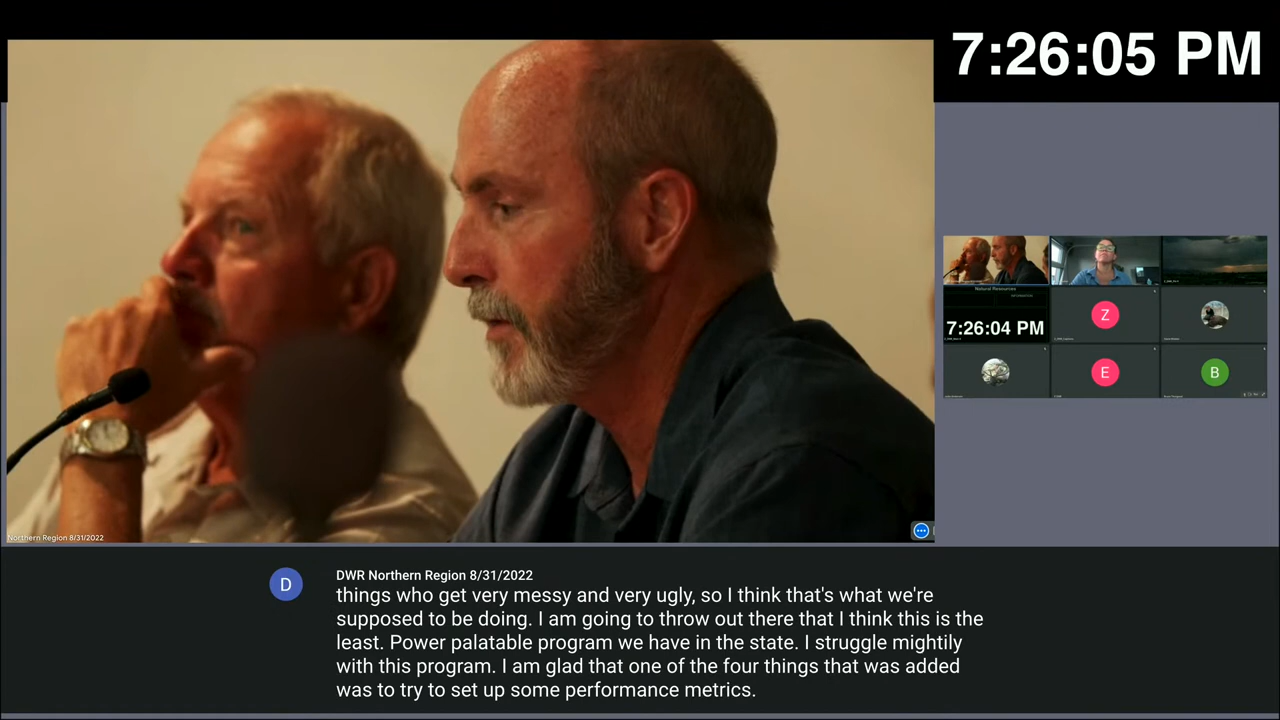 7:26:05 PM
Natural Resources
7:26:04 PM
Z
E
B
Northern Region 8/31/2022
D
DWR Northern Region 8/31/2022
things who get very messy and very ugly, so I think that's what we're
supposed to be doing. I am going to throw out there that I think this is the
least. Power palatable program we have in the state. I struggle mightily
with this program. I am glad that one of the four things that was added
was to try to set up some performance metrics.